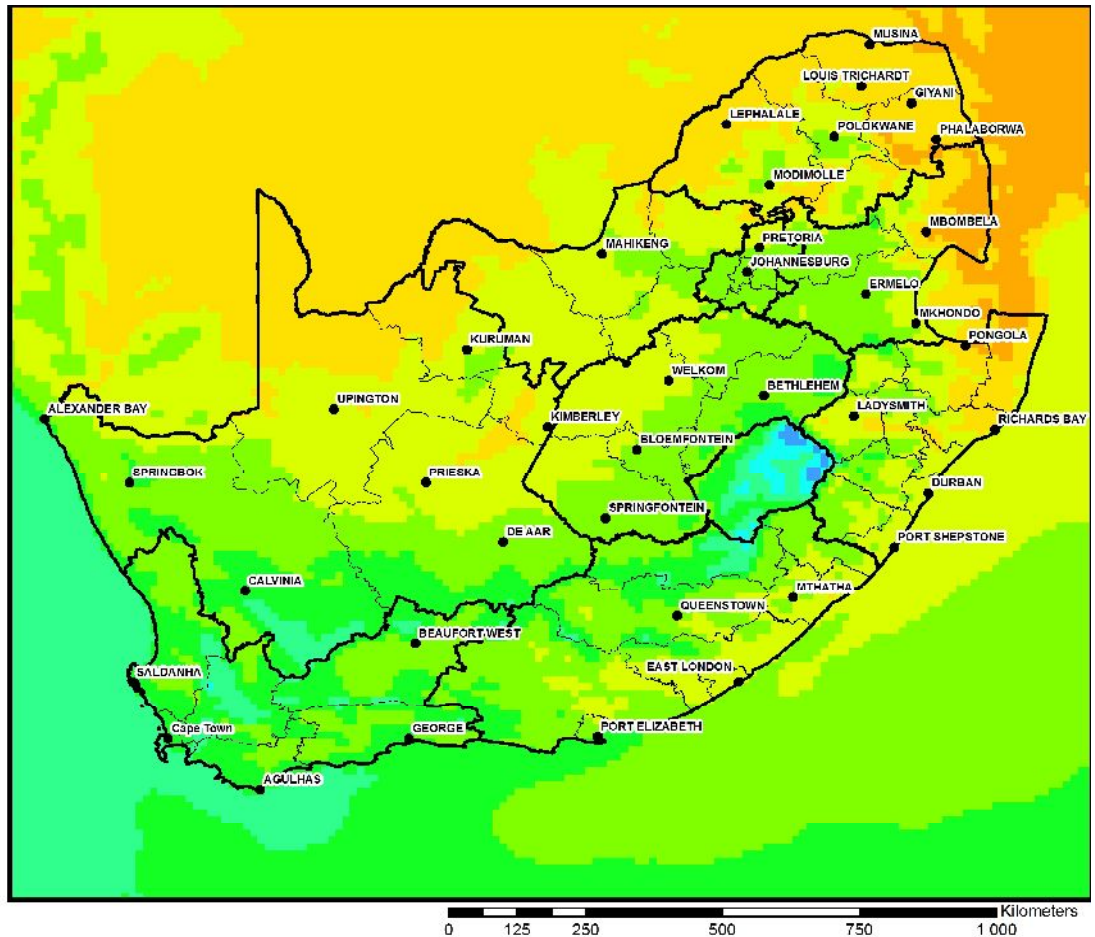 MUSINA
LOUIS TRICHARDT
GIYANI
LEPHALALE
POLOKWANE
PHALABORWA
MODIMOLLE
MBOMBELA
PRETORIA
MAHIKENG
JOHANNESBURG
ERMELO
MKHONDO
PONGOLA
KURUMAN
WELKOM
BETHLEHEM
UPINGTON
ALEXANDER BAY
LADYSMITH
KIMBERLEY
RICHARDS BAY
BLOEMFONTEIN
SPRINGBOK
PRIESKA
DURBAN
SPRINGFONTEIN
DE AAR
PORT SHEPSTONE
CALVINIA
MTHATHA
QUEENSTOWN
BEAUFORT WEST
EAST LONDON
SALDANHA
Cape Town
GEORGE
PORT ELIZABETH
AGULHAS
Kilometers
0 125 250 500 750 1 000